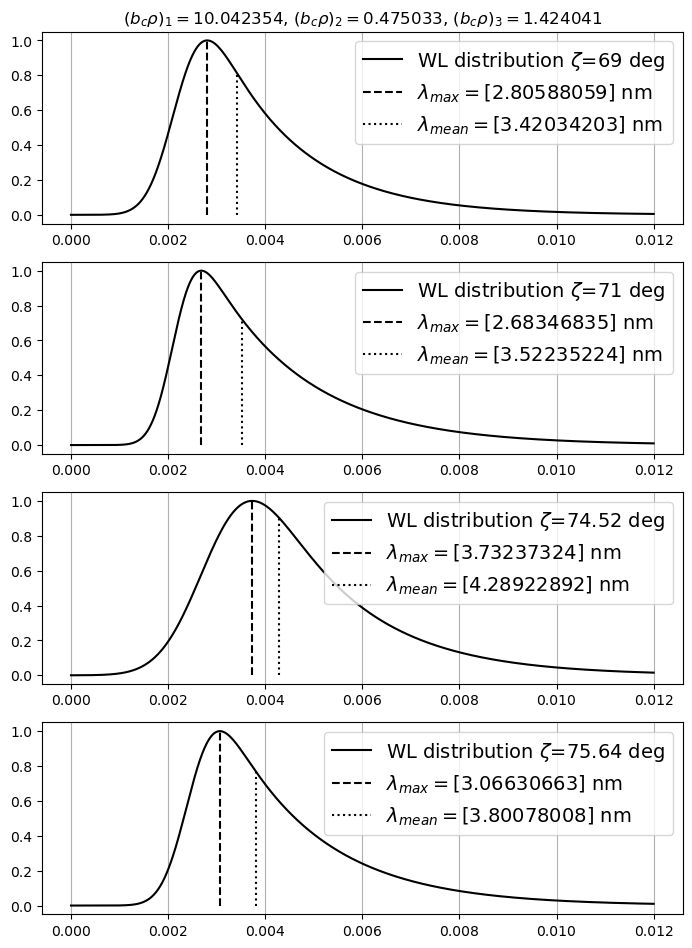 (b_cρ)_1 = 10.042354, (b_cρ)_2 = 0.475033, (b_cρ)_3 = 1.424041
1.0
WL distribution ζ=69 deg
0.8
λ_max = [2.80588059] nm
0.6
λ_mean = [3.42034203] nm
0.4
0.2
0.0
0.000 0.002 0.004 0.006 0.008 0.010 0.012
1.0
WL distribution ζ=71 deg
0.8
λ_max = [2.68346835] nm
0.6
λ_mean = [3.52235224] nm
0.4
0.2
0.0
0.000 0.002 0.004 0.006 0.008 0.010 0.012
1.0
WL distribution ζ=74.52 deg
0.8
λ_max = [3.73237324] nm
0.6
λ_mean = [4.28922892] nm
0.4
0.2
0.0
0.000 0.002 0.004 0.006 0.008 0.010 0.012
1.0
WL distribution ζ=75.64 deg
0.8
λ_max = [3.06630663] nm
0.6
λ_mean = [3.80078008] nm
0.4
0.2
0.0
0.000 0.002 0.004 0.006 0.008 0.010 0.012